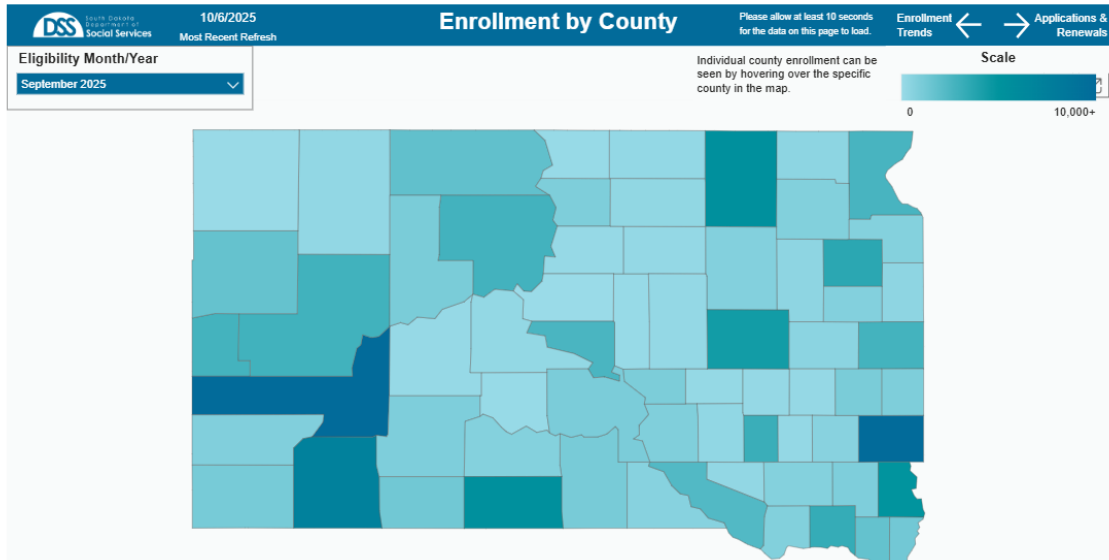 DSS
South Dakota
Department of
Social Services
10/6/2025
Most Recent Refresh
Enrollment by County
Please allow at least 10 seconds
for the data on this page to load.
Enrollment
Trends
Applications &
Renewals
Eligibility Month/Year
September 2025
Individual county enrollment can be
seen by hovering over the specific
county in the map.
Scale
0
10,000+